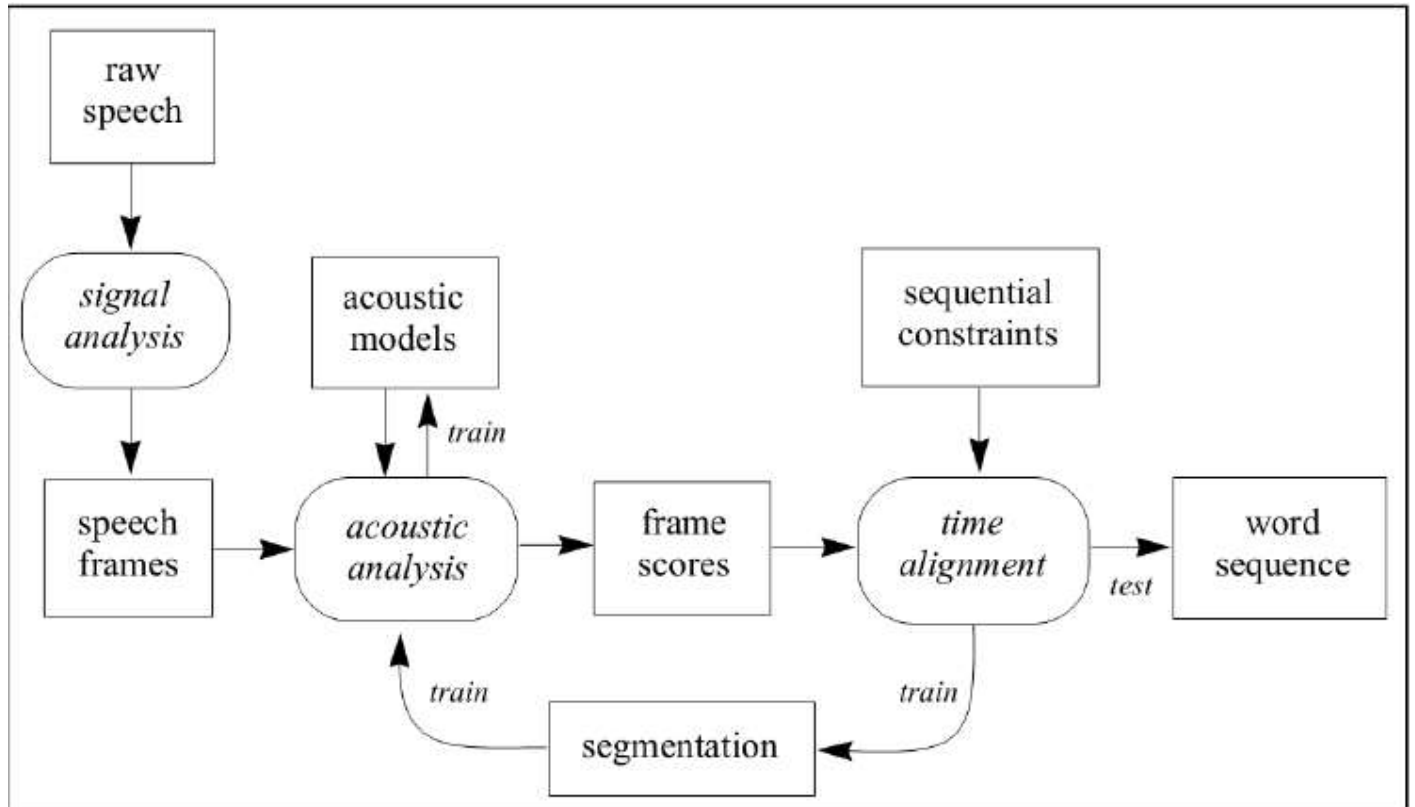 raw
speech
signal
analysis
acoustic
models
sequential
constraints
train
speech
frames
acoustic
analysis
frame
scores
time
alignment
test
word
sequence
train
train
segmentation